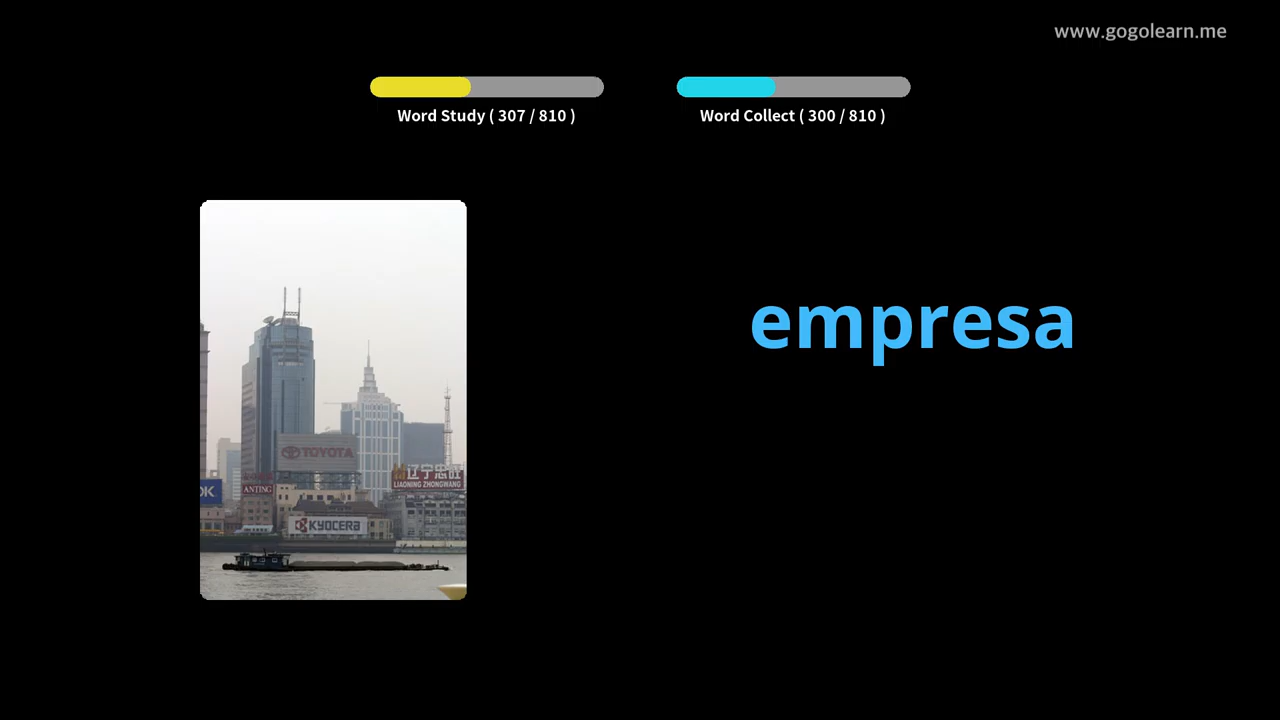 www.gogolearn.me
Word Study ( 307 / 810 )
Word Collect ( 300 / 810 )
empresa
TOYOTA
辽宁忠旺
LIAONING ZHONGWANG
OK
ANTING
KYOCERA